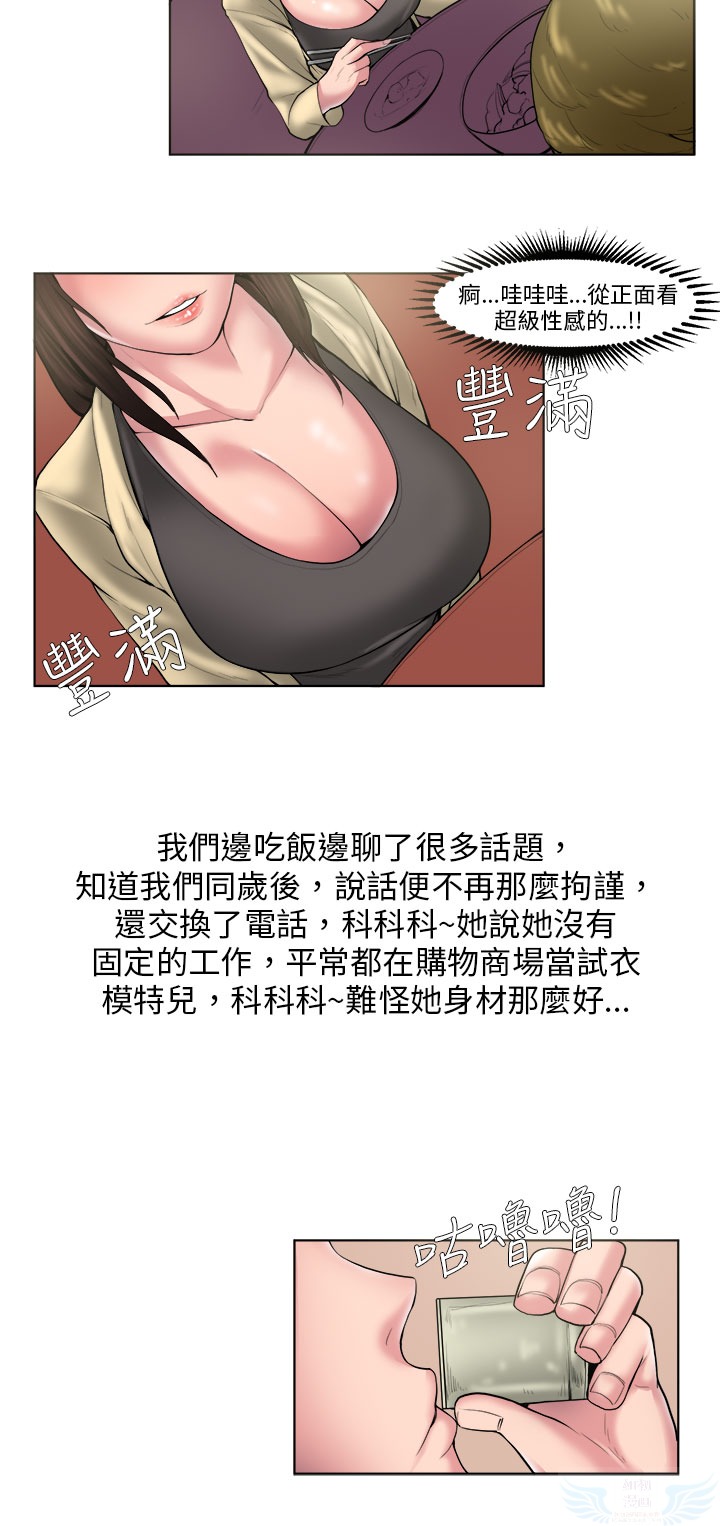 痾...哇哇哇...從正面看
超級性感的...!!
豐滿
豐滿
我們邊吃飯邊聊了很多話題，
知道我們同歲後，說話便不再那麼拘謹，
還交換了電話，科科科~她說她沒有
固定的工作，平常都在購物商場當試衣
模特兒，科科科~難怪她身材那麼好...
咕嚕嚕！